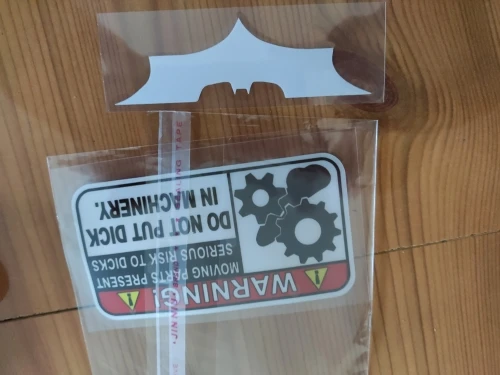 WARNING!
MOVING PARTS PRESENT
SERIOUS RISK TO DICKS
DO NOT PUT DICK
IN MACHINERY.